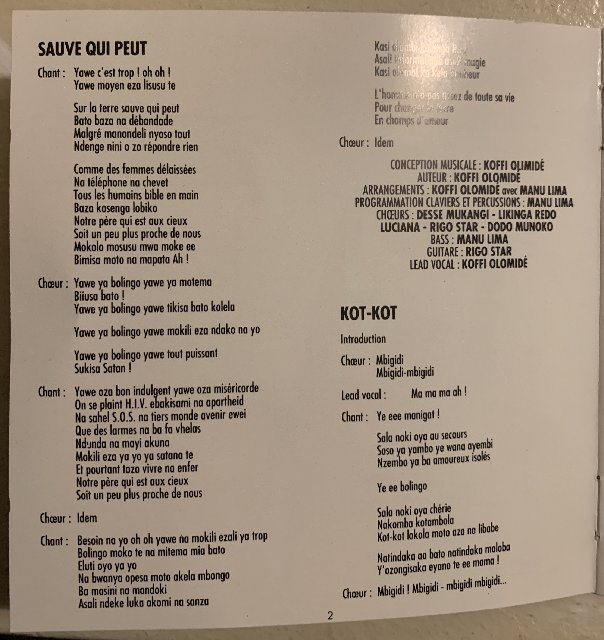 SAUVE QUI PEUT
Chant : Yawe c'est trop ! oh oh !
Yawe moyen eza lisusu te
Sur la terre sauve qui peut
Bato baza na débandade
Malgré manondeli nyaso tout
Ndenge nini o zo répondre rien
Comme des femmes délaissées
Na téléphone na chevet
Tous les humains bible en main
Baza kosenga lobiko
Notre père qui est aux cieux
Soit un peu plus proche de nous
Mokolo mosusu mwa moke ee
Bimisa moto na mapata Ah !
Chœur : Yawe ya bolingo yawe ya motema
Biiusa bato !
Yawe ya bolingo yawe tikisa bato kolela
Yawe ya bolingo yawe mokili eza ndako na yo
Yawe ya bolingo yawe tout puissant
Sukisa Satan !
Chant : Yawe oza bon indulgent yawe oza miséricorde
On se plaint H.I.V. ebakisami na apartheid
Na sahel S.O.S. na tiers monde avenir ewei
Que des larmes na ba fa vhelas
Ndunda na mayi akuna
Mokili eza ya yo ya satana te
Et pourtant tozo vivre na enfer
Notre père qui est aux cieux
Soit un peu plus proche de nous
Chœur : Idem
Chant : Besoin na yo oh oh yawe na mokili ezali ya trop
Bolingo moko te na mitema mia bato
Eluti oyo ya yo
Na bwanya opesa moto akela mbongo
Ba masini na mandoki
Asali ndeke luka akomi na sanza
Kasi
Asali
Kasi
L'homme pas de toute sa vie
Pour
En champs d'amour
Chœur : Idem
CONCEPTION MUSICALE : KOFFI OLIMIDÉ
AUTEUR : KOFFI OLOMIDÉ
ARRANGEMENTS : KOFFI OLOMIDÉ avec MANU LIMA
PROGRAMMATION CLAVIERS ET PERCUSSIONS : MANU LIMA
CHŒURS : DESSE MUKANGI - LIKINGA REDO
LUCIANA - RIGO STAR - DODO MUNOKO
BASS : MANU LIMA
GUITARE : RIGO STAR
LEAD VOCAL : KOFFI OLOMIDÉ
KOT-KOT
Introduction
Chœur : Mbigidi
Mbigidi-mbigidi
Lead vocal : Ma ma ma ah !
Chant : Ye eee manigat !
Sala noki oya au secours
Soso ya yambo ye wana ayembi
Nzembo ya ba amoureux isolés
Ye ee bolingo
Sala noki oya chérie
Nakomba kotambola
Kot-kot lokola moto aza na libabe
Natindaka aa bato natindaka maloba
Y'azongisaka eyano te ee mama !
Chœur : Mbigidi ! Mbigidi - mbigidi mbigidi...
2